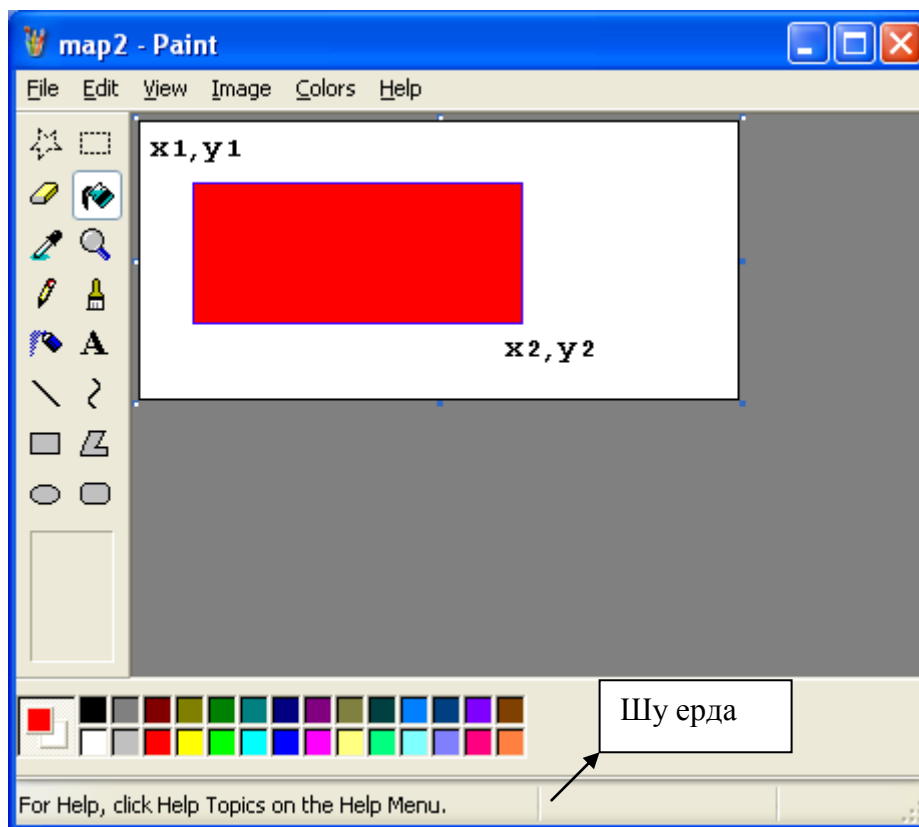 map2 - Paint
File Edit View Image Colors Help
x1,y1
x2,y2
Шу ерда
For Help, click Help Topics on the Help Menu.